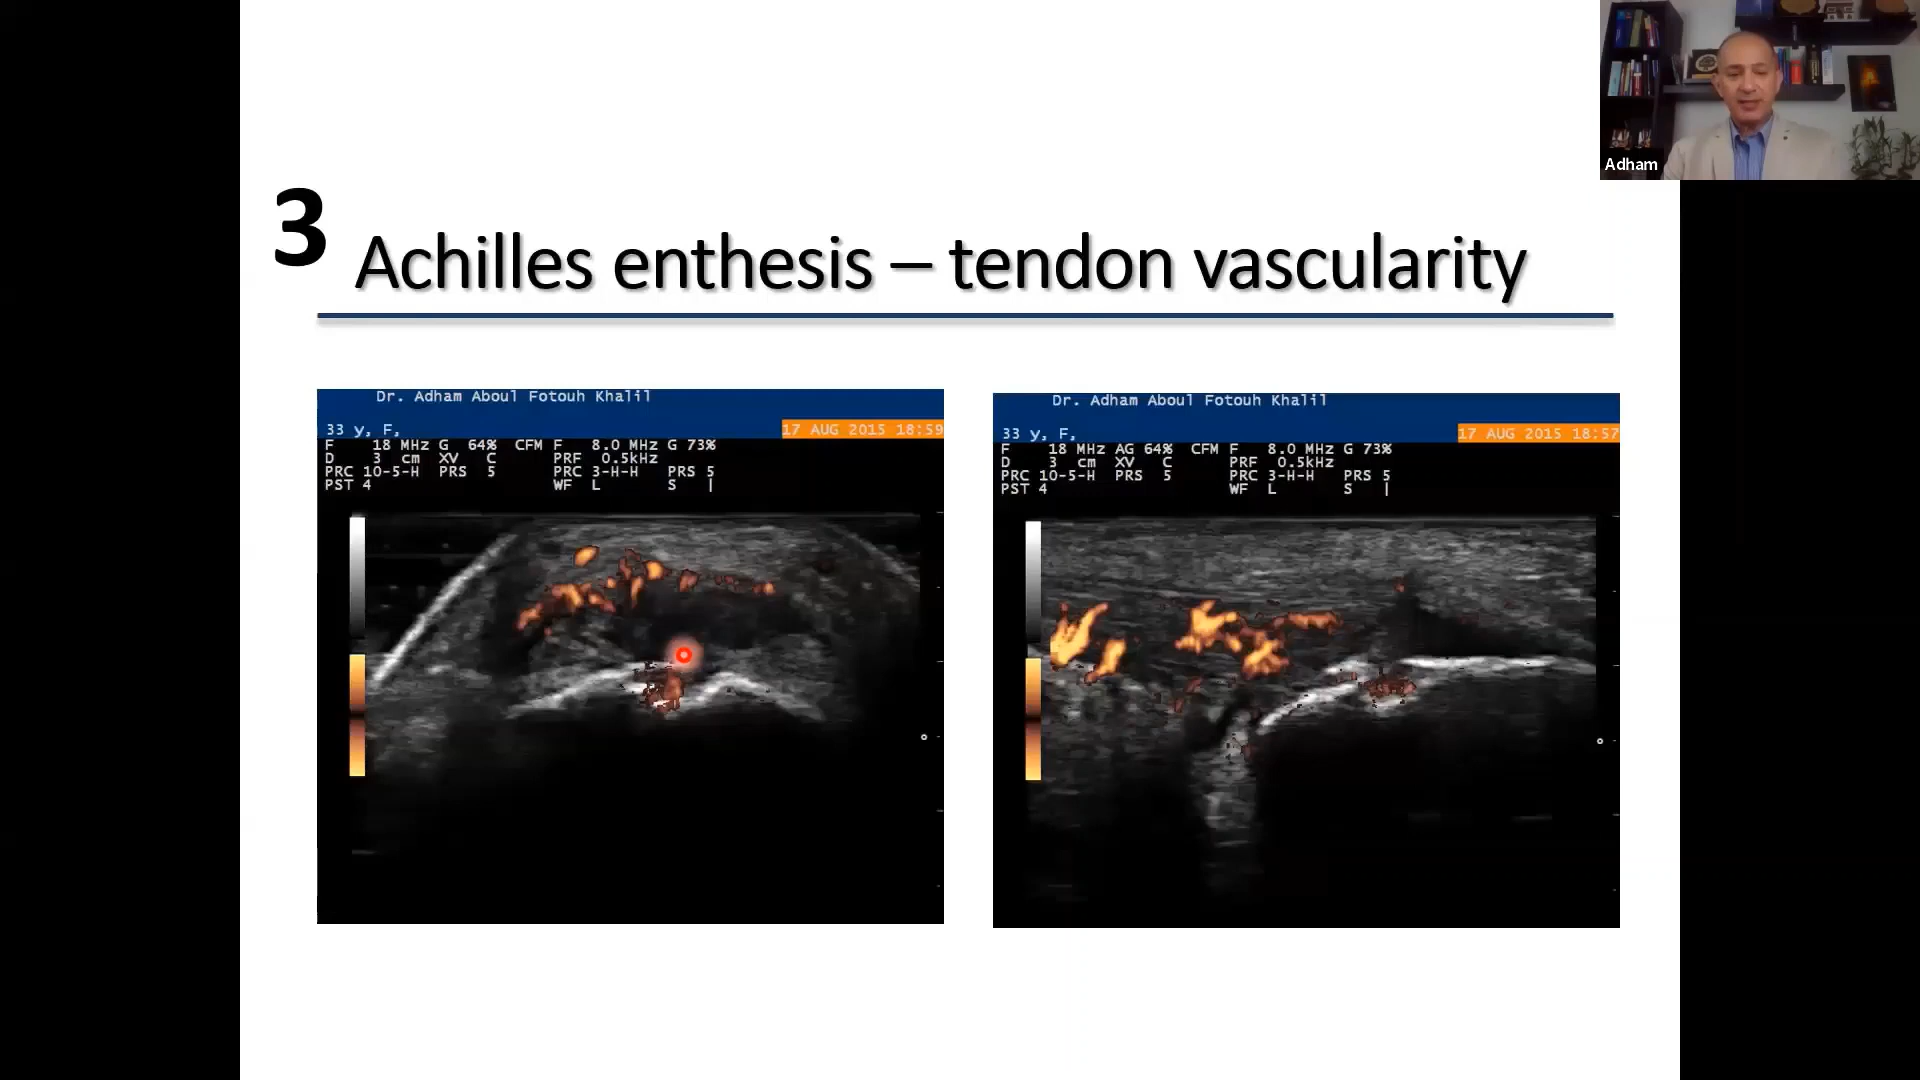 Adham
3
Achilles enthesis – tendon vascularity
Dr. Adham Aboul Fotouh Khalil
33 y, F,
17 AUG 2015 18:59
F 18 MHz G 64% CFM F 8.0 MHz G 73%
D 3 cm XV C PRF 0.5kHz
PRC 10-5-H PRS 5 PRC 3-H-H PRS 5
PST 4 WF L S |
Dr. Adham Aboul Fotouh Khalil
33 y, F,
17 AUG 2015 18:57
F 18 MHz AG 64% CFM F 8.0 MHz G 73%
D 3 cm XV C PRF 0.5kHz
PRC 10-5-H PRS 5 PRC 3-H-H PRS 5
PST 4 WF L S |